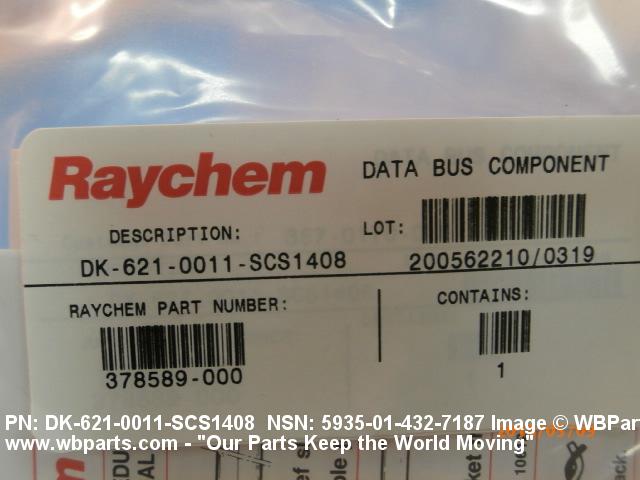 Raychem
DATA BUS COMPONENT
DESCRIPTION:
LOT:
DK-621-0011-SCS1408
200562210/0319
RAYCHEM PART NUMBER:
CONTAINS:
378589-000
1
PN: DK-621-0011-SCS1408 NSN: 5935-01-432-7187 Image © WBPar
www.wbparts.com - "Our Parts Keep the World Moving"